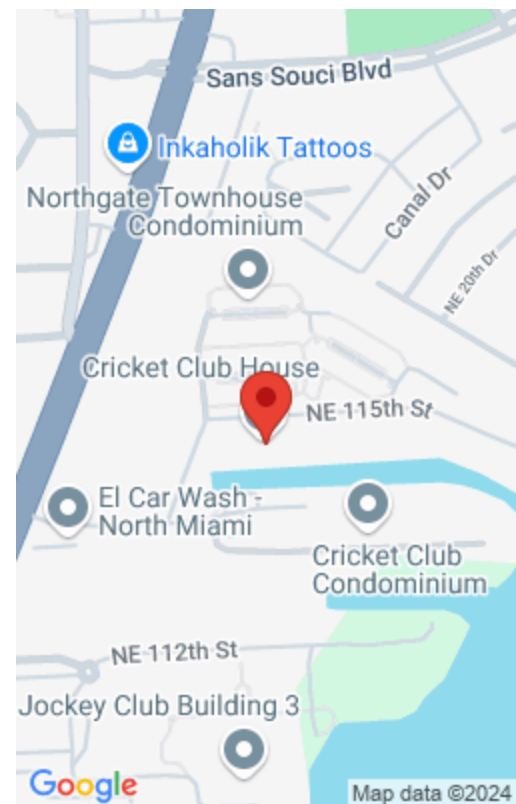 Sans Souci Blvd
Inkaholik Tattoos
Northgate Townhouse
Condominium
Canal Dr
NE 20th Dr
Cricket Club House
NE 115th St
El Car Wash -
North Miami
Cricket Club
Condominium
NE 112th St
Jockey Club Building 3
Google
Map data ©2024